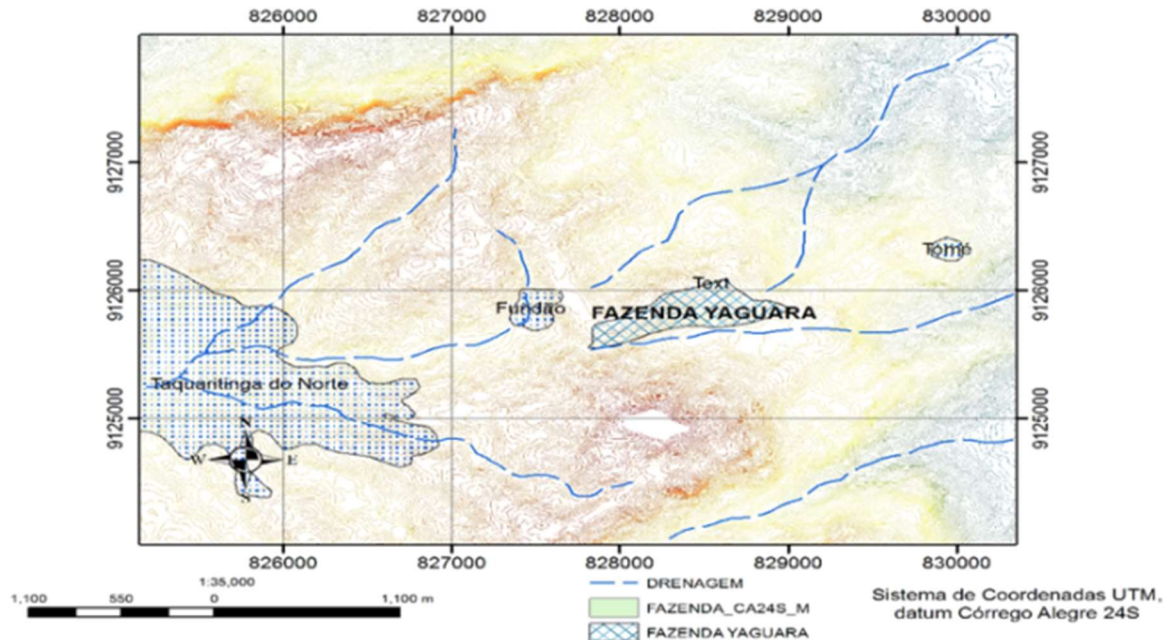 826000 827000 828000 829000 830000
9127000 9127000
Tomé
9126000 Text 9126000
Fundão FAZENDA YAGUARA
Taquaritinga do Norte
9125000 9125000
N
W E
S
826000 827000 828000 829000 830000
1:35,000
1,100 550 0 1,100 m
DRENAGEM
FAZENDA_CA24S_M
FAZENDA YAGUARA
Sistema de Coordenadas UTM,
datum Córrego Alegre 24S